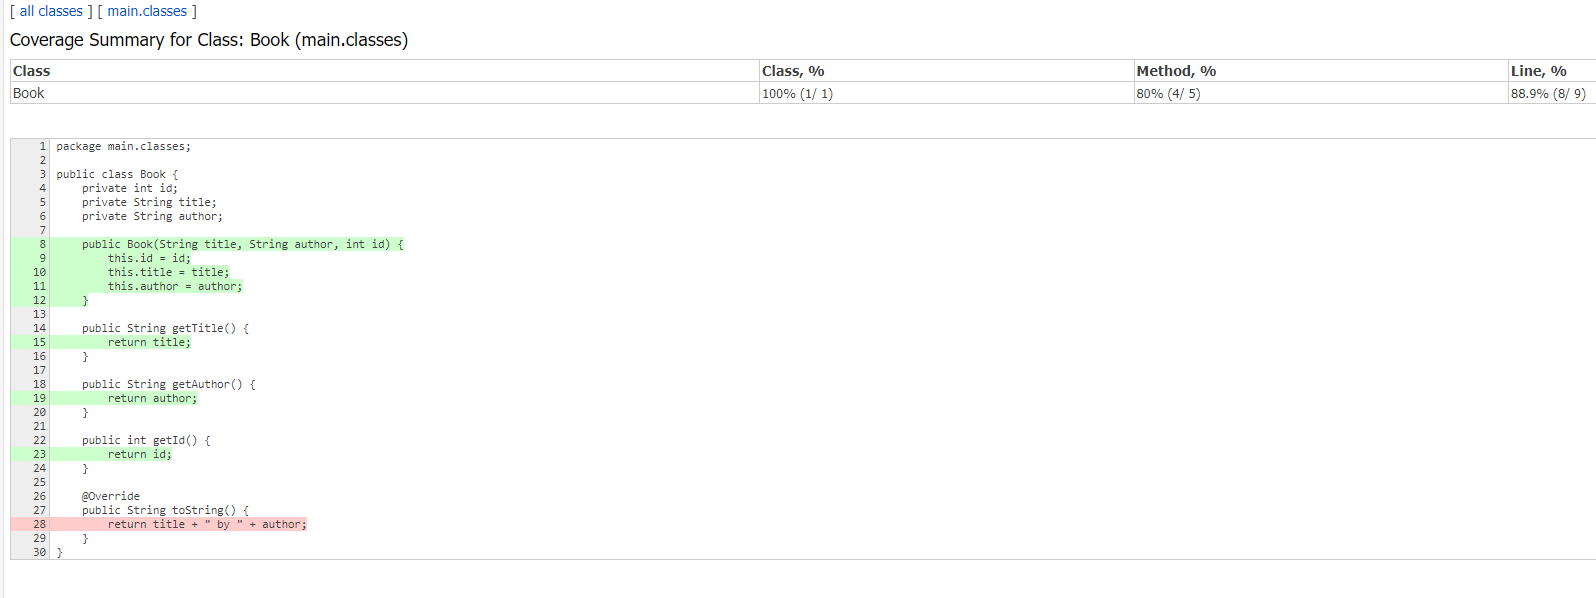 [ all classes ] [ main.classes ]
Coverage Summary for Class: Book (main.classes)
Class Class, % Method, % Line, %
Book 100% (1/ 1) 80% (4/ 5) 88.9% (8/ 9)
1 package main.classes;
2
3 public class Book {
4     private int id;
5     private String title;
6     private String author;
7
8     public Book(String title, String author, int id) {
9         this.id = id;
10         this.title = title;
11         this.author = author;
12     }
13
14     public String getTitle() {
15         return title;
16     }
17
18     public String getAuthor() {
19         return author;
20     }
21
22     public int getId() {
23         return id;
24     }
25
26     @Override
27     public String toString() {
28         return title + " by " + author;
29     }
30 }